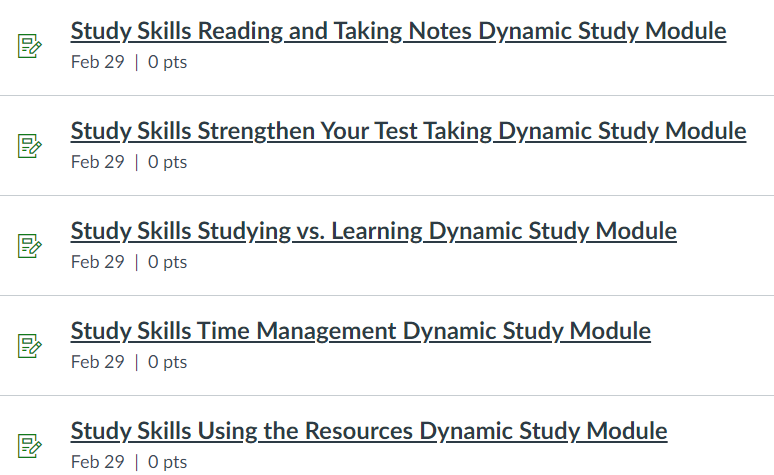 Study Skills Reading and Taking Notes Dynamic Study Module
Feb 29 | 0 pts
Study Skills Strengthen Your Test Taking Dynamic Study Module
Feb 29 | 0 pts
Study Skills Studying vs. Learning Dynamic Study Module
Feb 29 | 0 pts
Study Skills Time Management Dynamic Study Module
Feb 29 | 0 pts
Study Skills Using the Resources Dynamic Study Module
Feb 29 | 0 pts